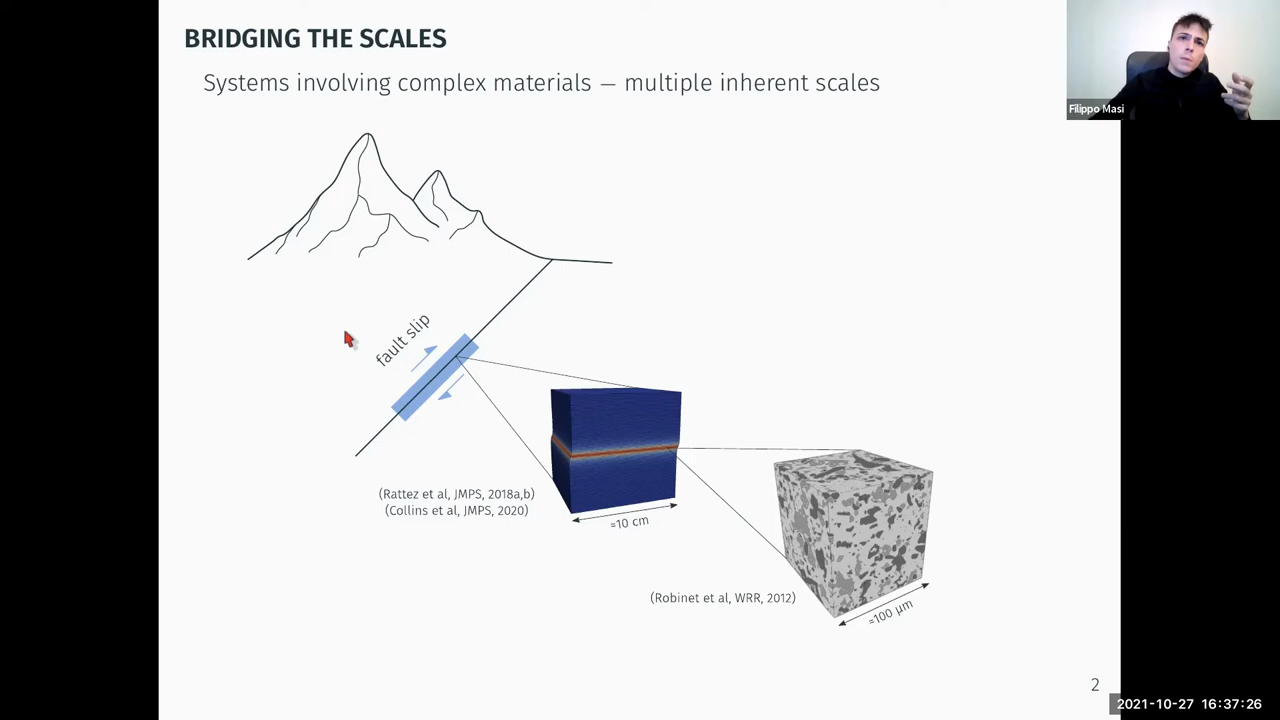 BRIDGING THE SCALES
Systems involving complex materials — multiple inherent scales
Filippo Masi
fault slip
(Rattez et al, JMPS, 2018a,b)
(Collins et al, JMPS, 2020)
≈10 cm
(Robinet et al, WRR, 2012)
≈100 μm
2
2021-10-27 16:37:26